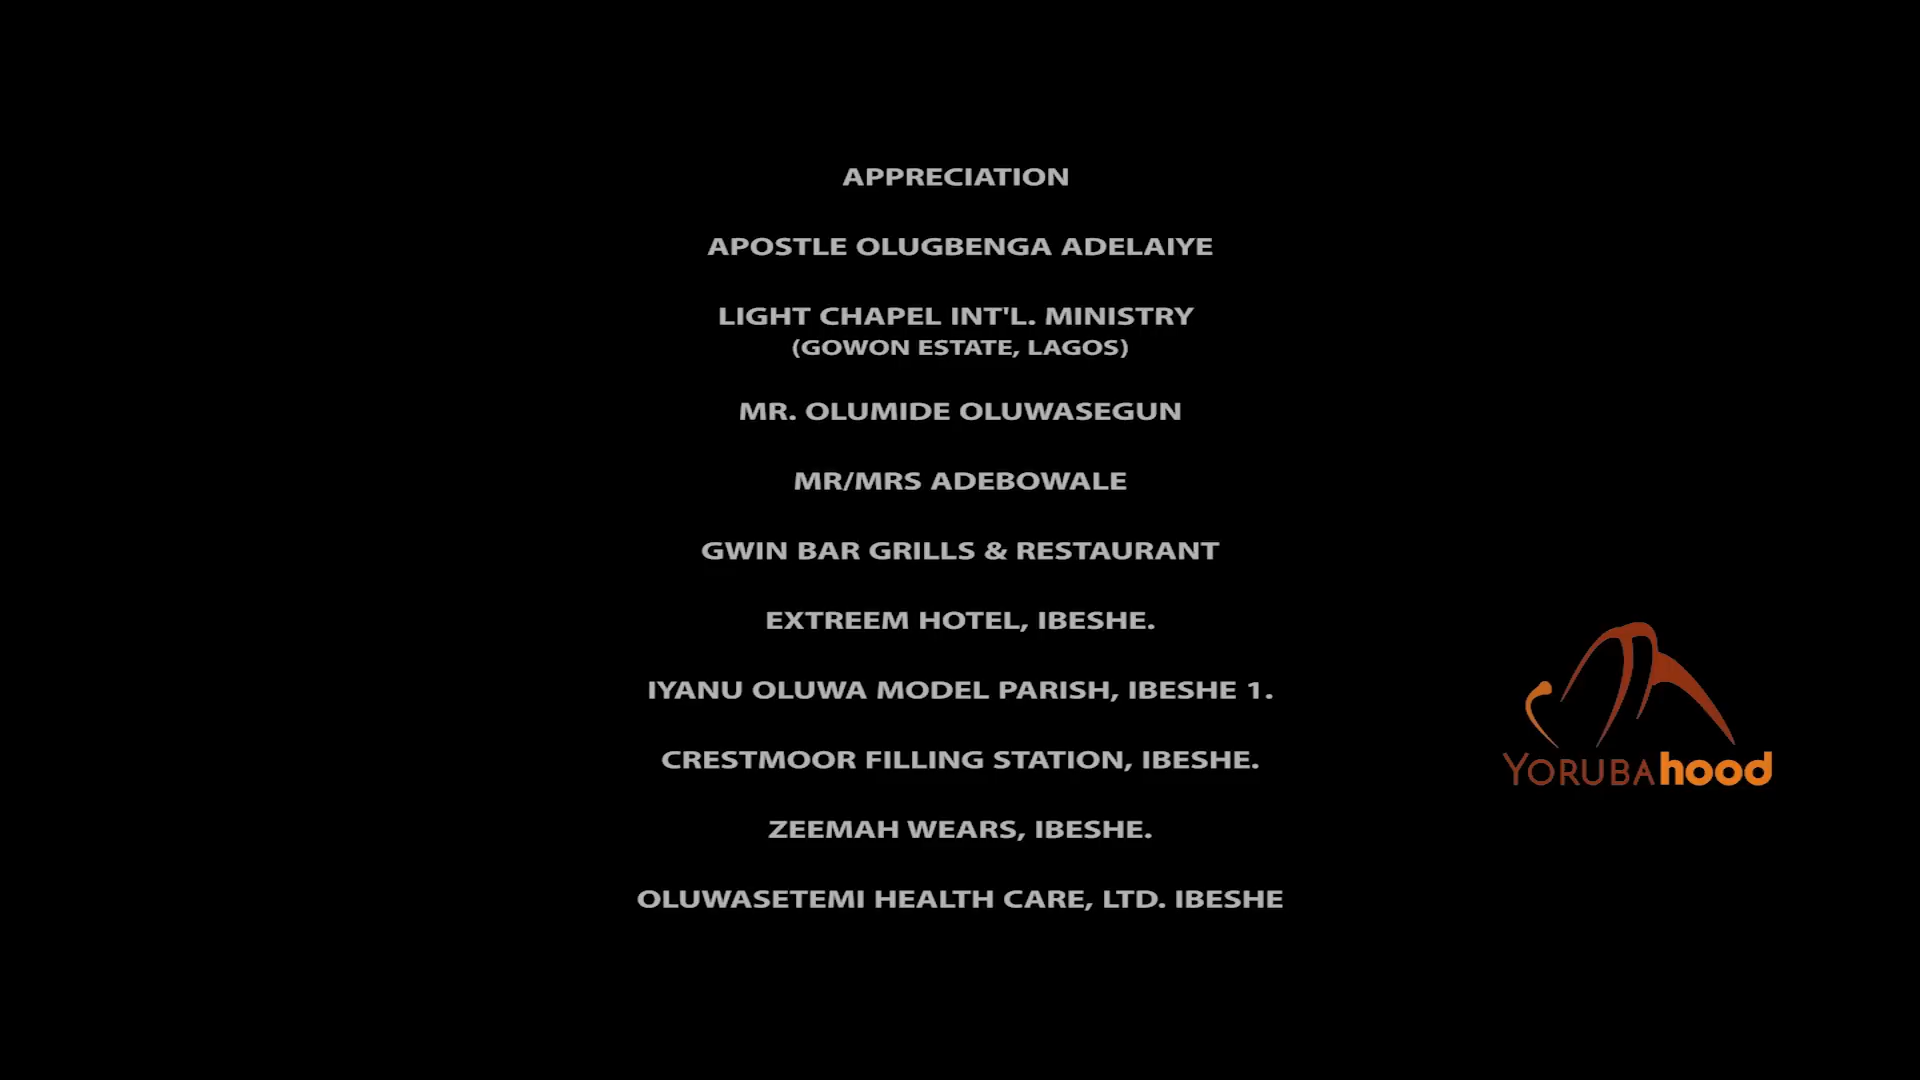 APPRECIATION
APOSTLE OLUGBENGA ADELAIYE
LIGHT CHAPEL INT'L. MINISTRY
(GOWON ESTATE, LAGOS)
MR. OLUMIDE OLUWASEGUN
MR/MRS ADEBOWALE
GWIN BAR GRILLS & RESTAURANT
EXTREEM HOTEL, IBESHE.
IYANU OLUWA MODEL PARISH, IBESHE 1.
CRESTMOOR FILLING STATION, IBESHE.
ZEEMAH WEARS, IBESHE.
OLUWASETEMI HEALTH CARE, LTD. IBESHE
YORUBAhood